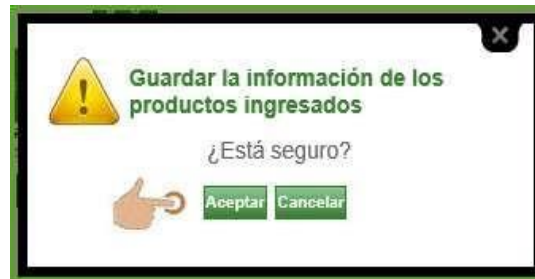 Guardar la información de los
productos ingresados
¿Está seguro?
Aceptar Cancelar